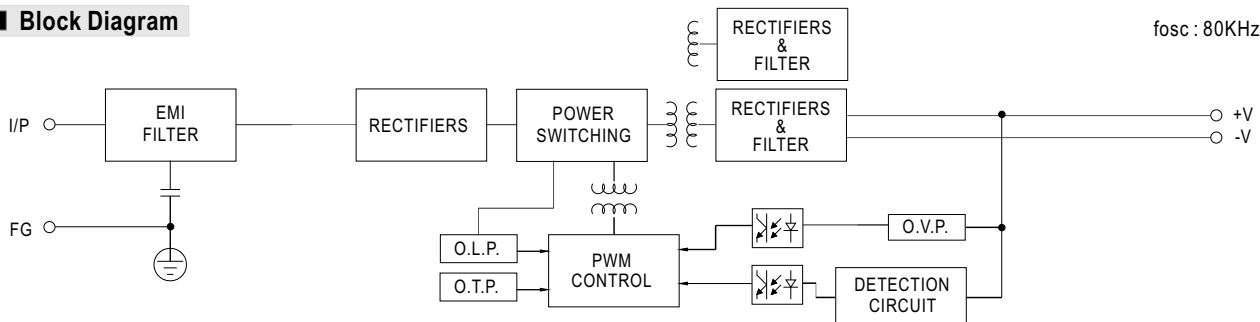 Block Diagram
fosc : 80KHz
RECTIFIERS
&
FILTER
I/P
EMI
FILTER
RECTIFIERS
POWER
SWITCHING
RECTIFIERS
&
FILTER
+V
-V
FG
O.L.P.
O.T.P.
PWM
CONTROL
O.V.P.
DETECTION
CIRCUIT